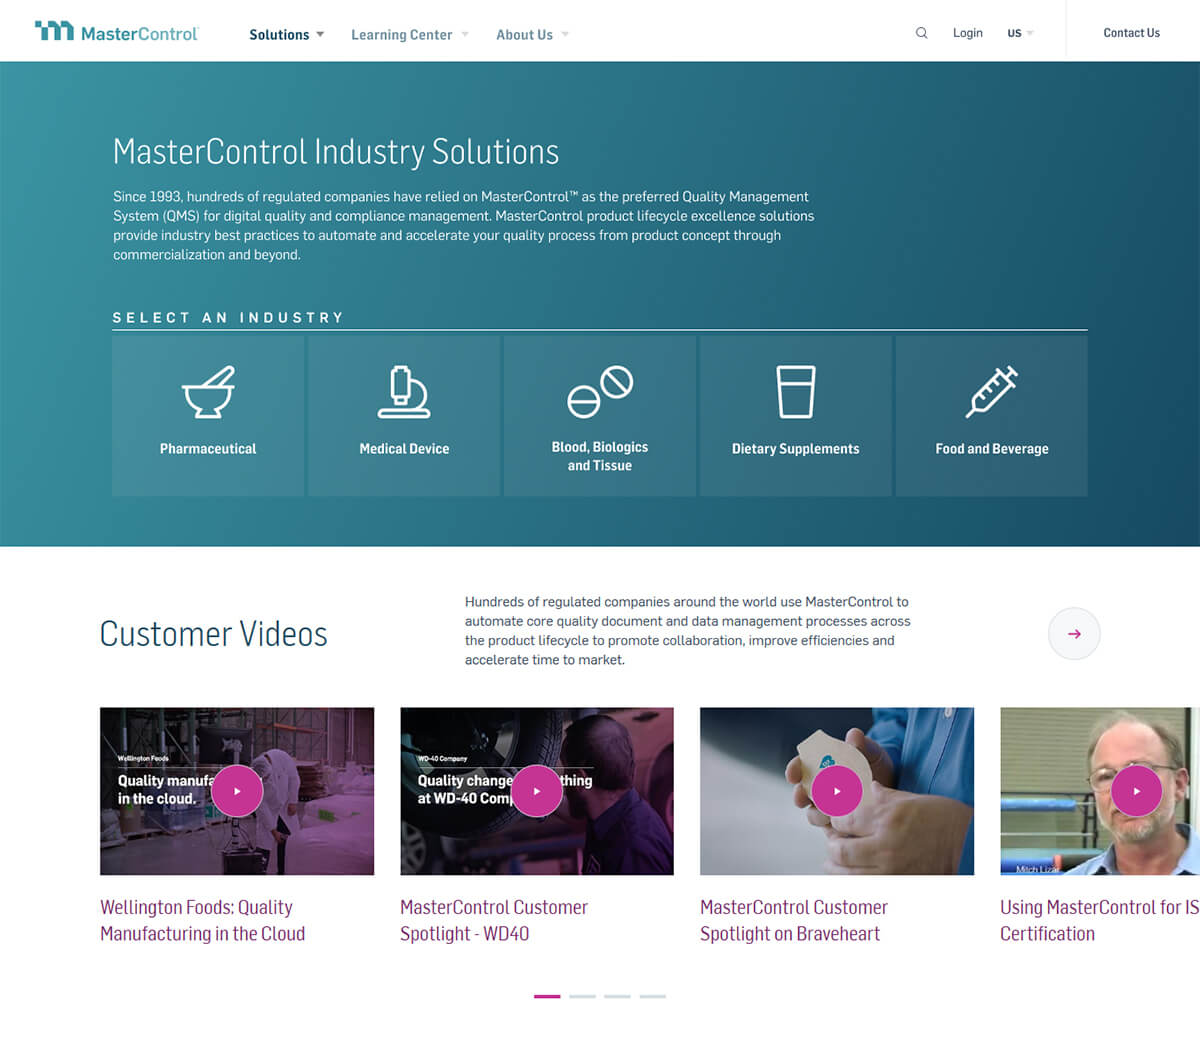 MasterControl
Solutions
Learning Center
About Us
Login
US
Contact Us
MasterControl Industry Solutions
Since 1993, hundreds of regulated companies have relied on MasterControl™ as the preferred Quality Management
System (QMS) for digital quality and compliance management. MasterControl product lifecycle excellence solutions
provide industry best practices to automate and accelerate your quality process from product concept through
commercialization and beyond.
SELECT AN INDUSTRY
Pharmaceutical
Medical Device
Blood, Biologics
and Tissue
Dietary Supplements
Food and Beverage
Customer Videos
Hundreds of regulated companies around the world use MasterControl to
automate core quality document and data management processes across
the product lifecycle to promote collaboration, improve efficiencies and
accelerate time to market.
Wellington Foods
Quality manufa
in the cloud.
WD-40 Company
Quality change thing
at WD-40 Comp
Mitch Liz
Wellington Foods: Quality
Manufacturing in the Cloud
MasterControl Customer
Spotlight - WD40
MasterControl Customer
Spotlight on Braveheart
Using MasterControl for IS
Certification